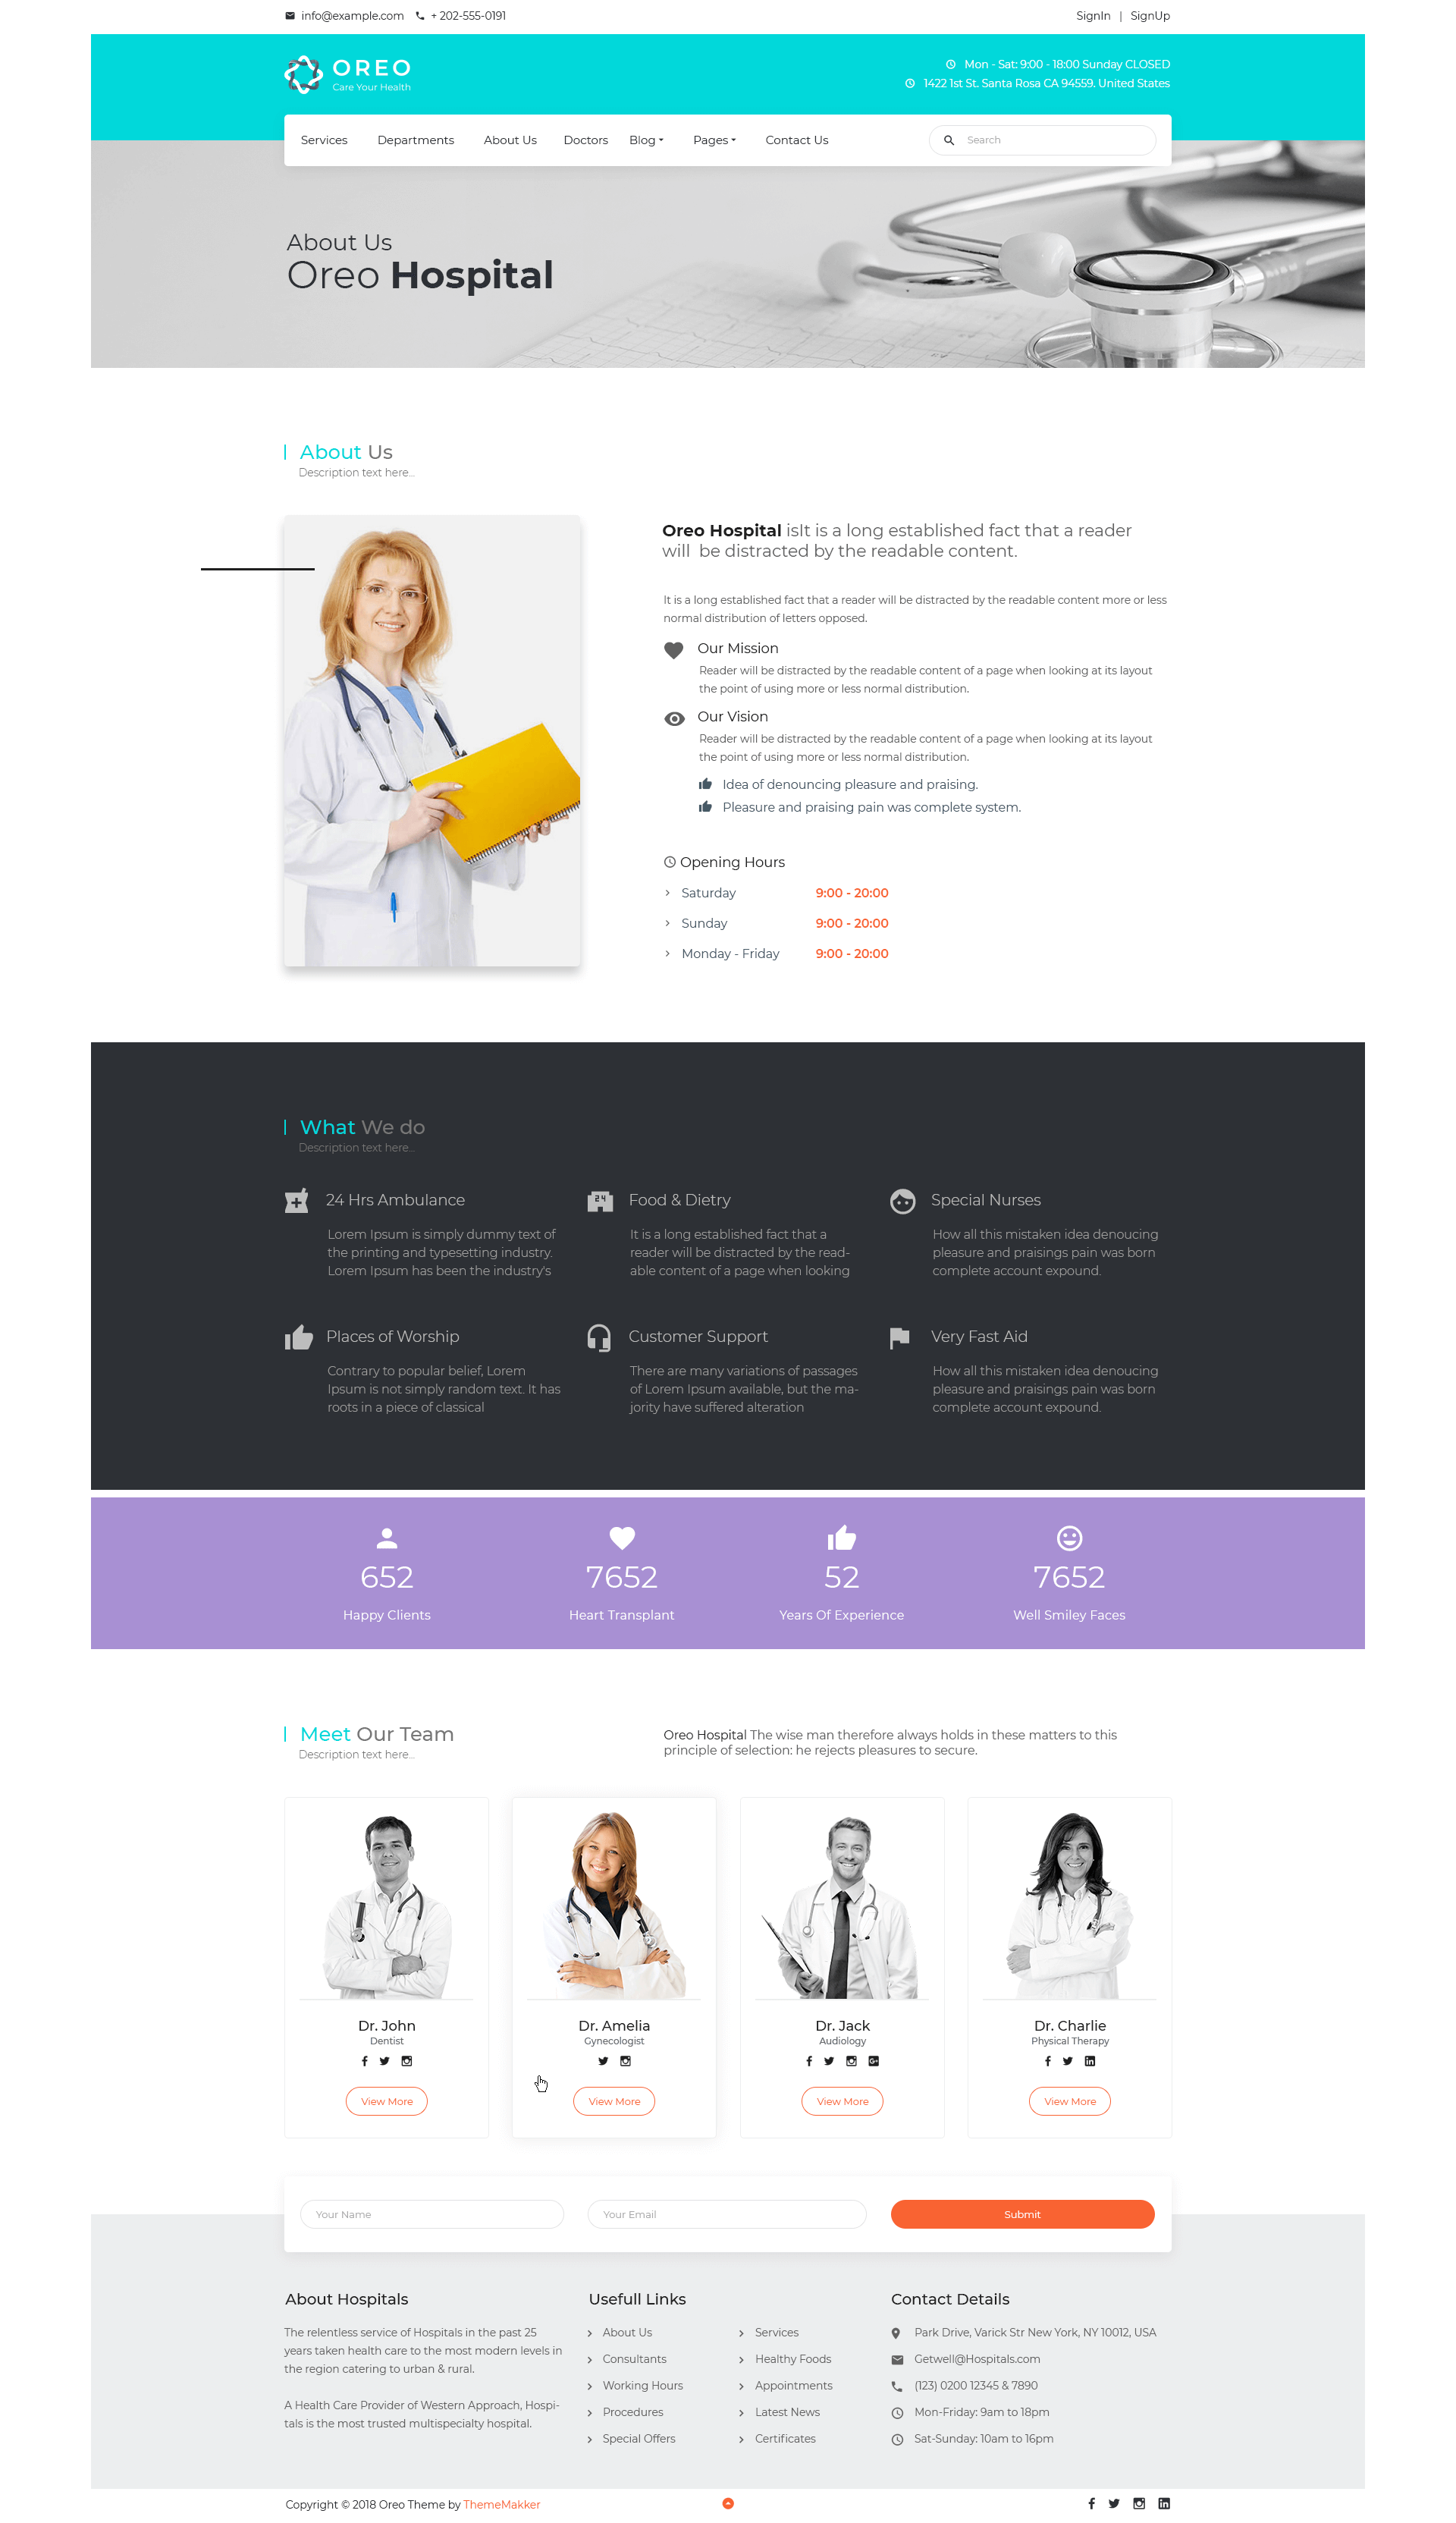 info@example.com + 202-555-0191 SignIn | SignUp
OREO
Care Your Health
Mon - Sat: 9:00 - 18:00 Sunday CLOSED
1422 1st St. Santa Rosa CA 94559. United States
Services Departments About Us Doctors Blog Pages Contact Us Search
About Us
Oreo Hospital
About Us
Description text here...
Oreo Hospital isIt is a long established fact that a reader
will be distracted by the readable content.
It is a long established fact that a reader will be distracted by the readable content more or less
normal distribution of letters opposed.
Our Mission
Reader will be distracted by the readable content of a page when looking at its layout
the point of using more or less normal distribution.
Our Vision
Reader will be distracted by the readable content of a page when looking at its layout
the point of using more or less normal distribution.
Idea of denouncing pleasure and praising.
Pleasure and praising pain was complete system.
Opening Hours
Saturday 9:00 - 20:00
Sunday 9:00 - 20:00
Monday - Friday 9:00 - 20:00
What We do
Description text here...
24 Hrs Ambulance
Lorem Ipsum is simply dummy text of
the printing and typesetting industry.
Lorem Ipsum has been the industry's
24
Food & Dietry
It is a long established fact that a
reader will be distracted by the read-
able content of a page when looking
Special Nurses
How all this mistaken idea denoucing
pleasure and praisings pain was born
complete account expound.
Places of Worship
Contrary to popular belief, Lorem
Ipsum is not simply random text. It has
roots in a piece of classical
Customer Support
There are many variations of passages
of Lorem Ipsum available, but the ma-
jority have suffered alteration
Very Fast Aid
How all this mistaken idea denoucing
pleasure and praisings pain was born
complete account expound.
652
Happy Clients
7652
Heart Transplant
52
Years Of Experience
7652
Well Smiley Faces
Meet Our Team
Description text here...
Oreo Hospital The wise man therefore always holds in these matters to this
principle of selection: he rejects pleasures to secure.
Dr. John
Dentist
View More
Dr. Amelia
Gynecologist
View More
Dr. Jack
Audiology
View More
Dr. Charlie
Physical Therapy
View More
Your Name Your Email Submit
About Hospitals
The relentless service of Hospitals in the past 25
years taken health care to the most modern levels in
the region catering to urban & rural.
A Health Care Provider of Western Approach, Hospi-
tals is the most trusted multispecialty hospital.
Usefull Links
About Us
Consultants
Working Hours
Procedures
Special Offers
Services
Healthy Foods
Appointments
Latest News
Certificates
Contact Details
Park Drive, Varick Str New York, NY 10012, USA
Getwell@Hospitals.com
(123) 0200 12345 & 7890
Mon-Friday: 9am to 18pm
Sat-Sunday: 10am to 16pm
Copyright © 2018 Oreo Theme by ThemeMakker